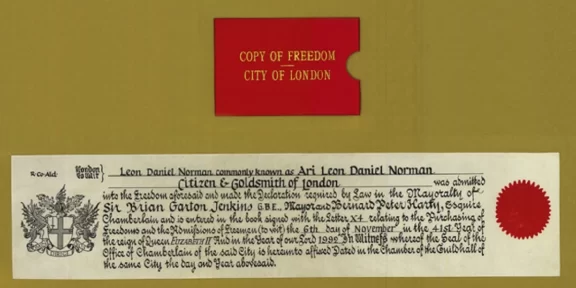 COPY OF FREEDOM
CITY OF LONDON
London
to wit
Leon Daniel Norman commonly known as Ari Leon Daniel Norman
Citizen & Goldsmith of London was admitted
into the Freedom aforesaid and made the Declaration required by Law in the Mayoralty of
Sir Brian Garton Jenkins G.B.E. Mayor and Bernard Peter Harty, Esquire,
Chamberlain and is entered in the book signed with the Letter X4 relating to the Purchasing of
Freedoms and the Admissions of Freemen (to wit) the 6th day of November in the 41st Year of
the reign of Queen ELIZABETH II And in the Year of our Lord 1992 In Witness whereof the Seal of the
Office of Chamberlain of the said City is hereunto affixed Dated in the Chamber of the Guildhall of
the same City the day and Year abovesaid.